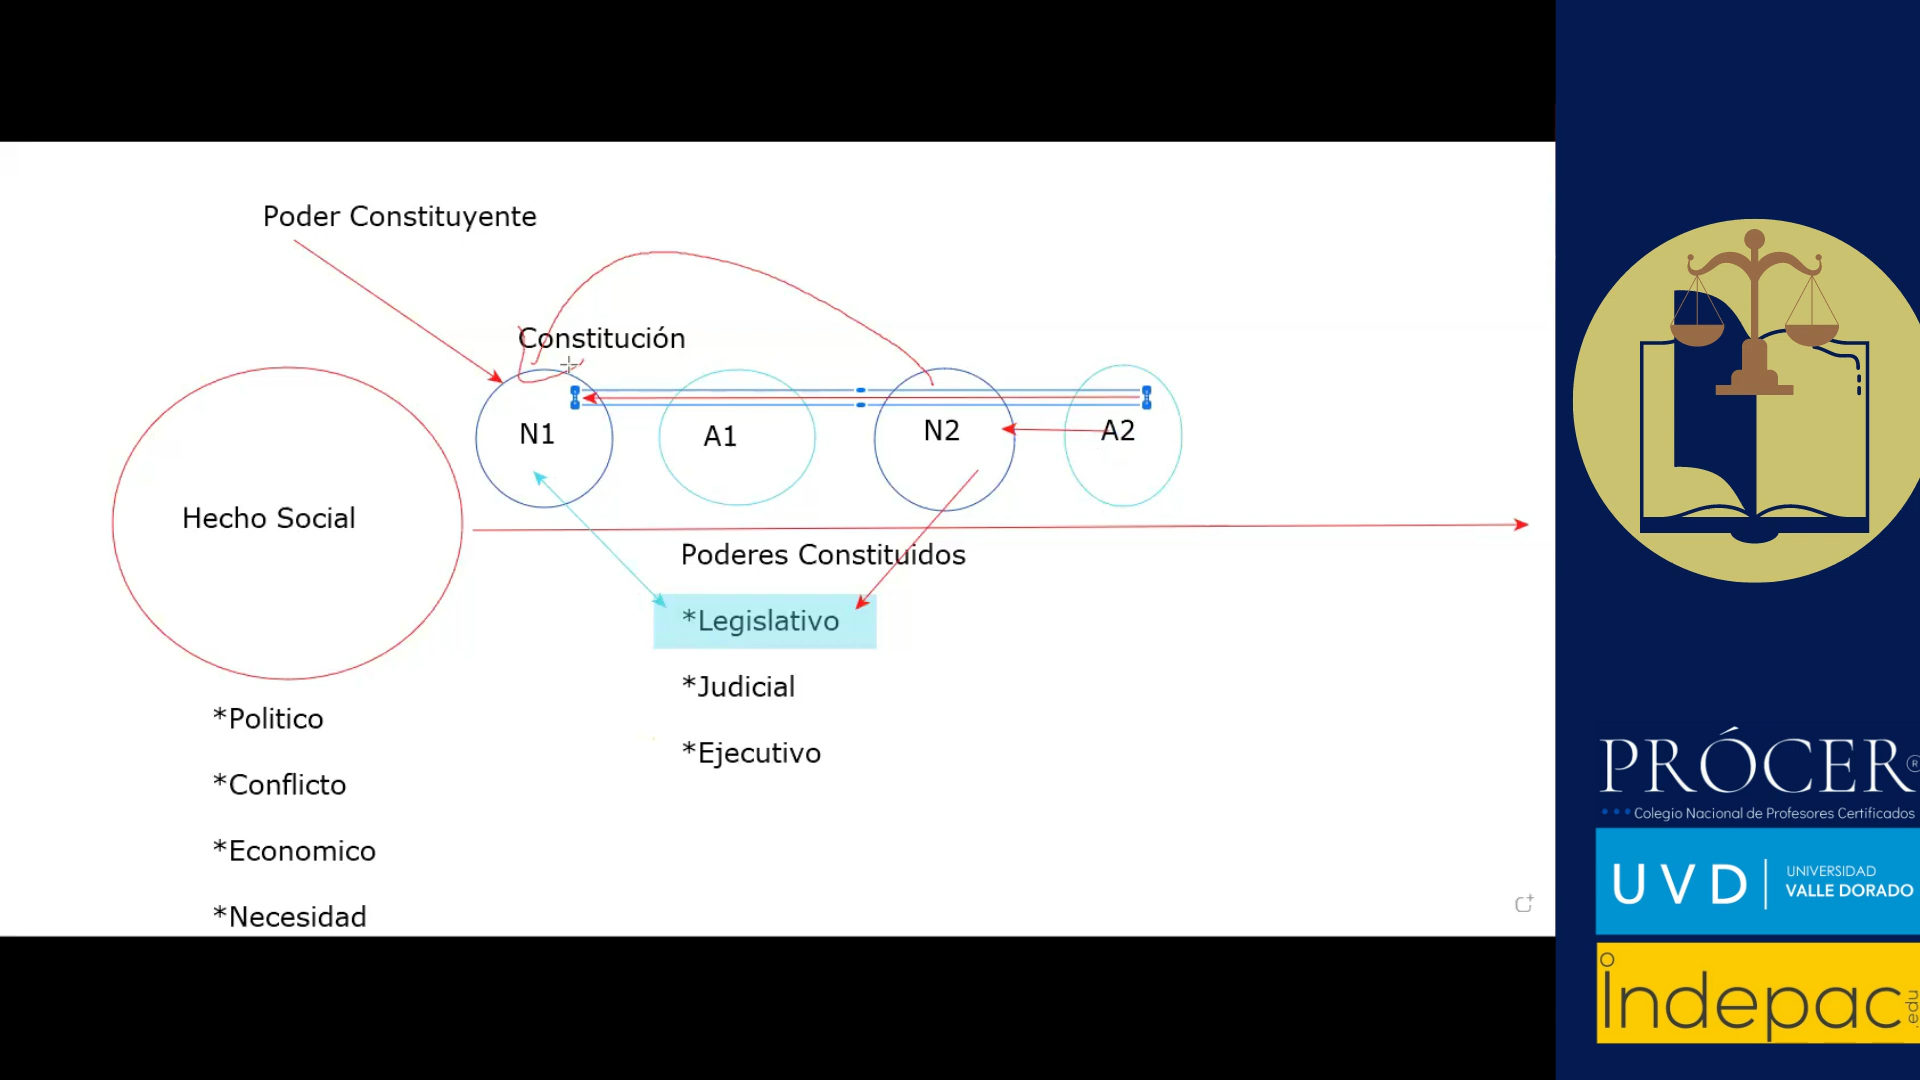 Poder Constituyente
Constitución
N1
A1
N2
A2
Hecho Social
Poderes Constituidos
*Legislativo
*Judicial
*Ejecutivo
*Politico
*Conflicto
*Economico
*Necesidad
PRÓCER®
Colegio Nacional de Profesores Certificados
UVD
UNIVERSIDAD
VALLE DORADO
Indepac
.edu